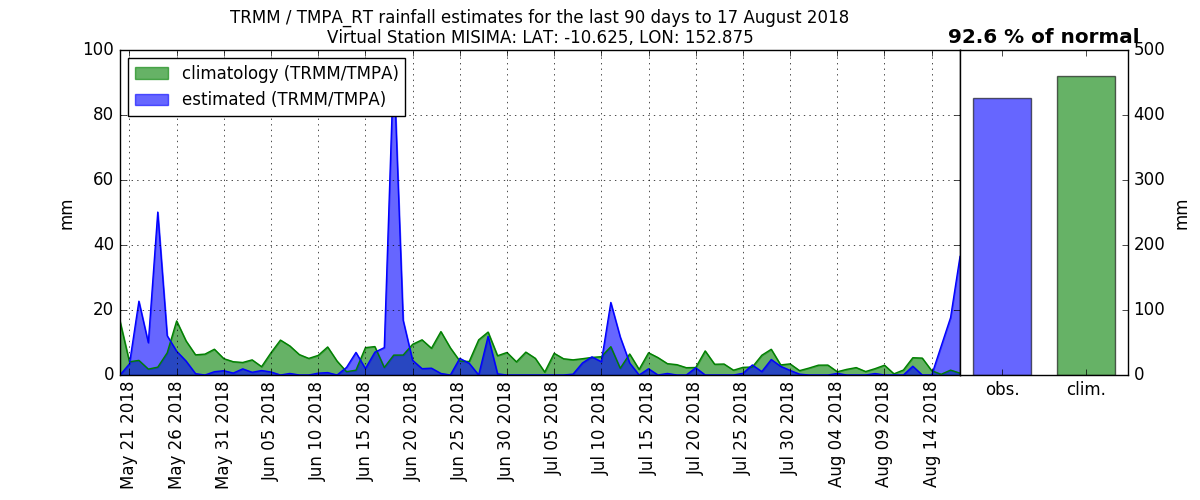 TRMM / TMPA_RT rainfall estimates for the last 90 days to 17 August 2018
Virtual Station MISIMA: LAT: -10.625, LON: 152.875
92.6 % of normal
climatology (TRMM/TMPA)
estimated (TRMM/TMPA)
100
80
60
40
20
0
mm
500
400
300
200
100
0
mm
May 21 2018
May 26 2018
May 31 2018
Jun 05 2018
Jun 10 2018
Jun 15 2018
Jun 20 2018
Jun 25 2018
Jun 30 2018
Jul 05 2018
Jul 10 2018
Jul 15 2018
Jul 20 2018
Jul 25 2018
Jul 30 2018
Aug 04 2018
Aug 09 2018
Aug 14 2018
obs.
clim.